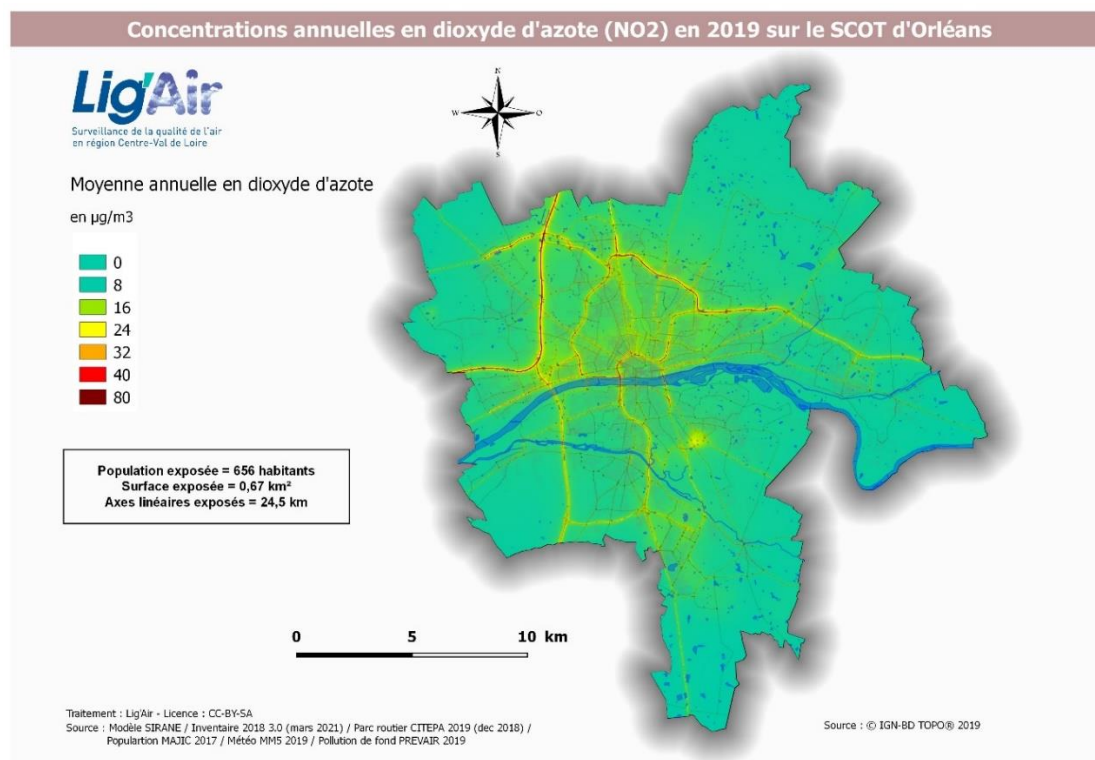 Concentrations annuelles en dioxyde d'azote (NO2) en 2019 sur le SCOT d'Orléans
Lig'Air
Surveillance de la qualité de l'air
en région Centre-Val de Loire
N
W
O
S
Moyenne annuelle en dioxyde d'azote
en µg/m3
0
8
16
24
32
40
80
Population exposée = 656 habitants
Surface exposée = 0,67 km²
Axes linéaires exposés = 24,5 km
0 5 10 km
Traitement : Lig'Air - Licence : CC-BY-SA
Source : Modèle SIRANE / Inventaire 2018 3.0 (mars 2021) / Parc routier CITEPA 2019 (dec 2018) /
Populartion MAJIC 2017 / Météo MM5 2019 / Pollution de fond PREVAIR 2019
Source : © IGN-BD TOPO® 2019